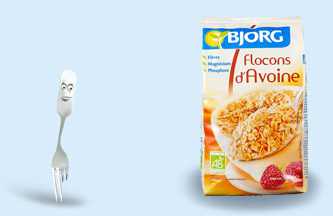 BJORG
Fibres
Magnésium
Phosphore
Flocons
d'Avoine
AB